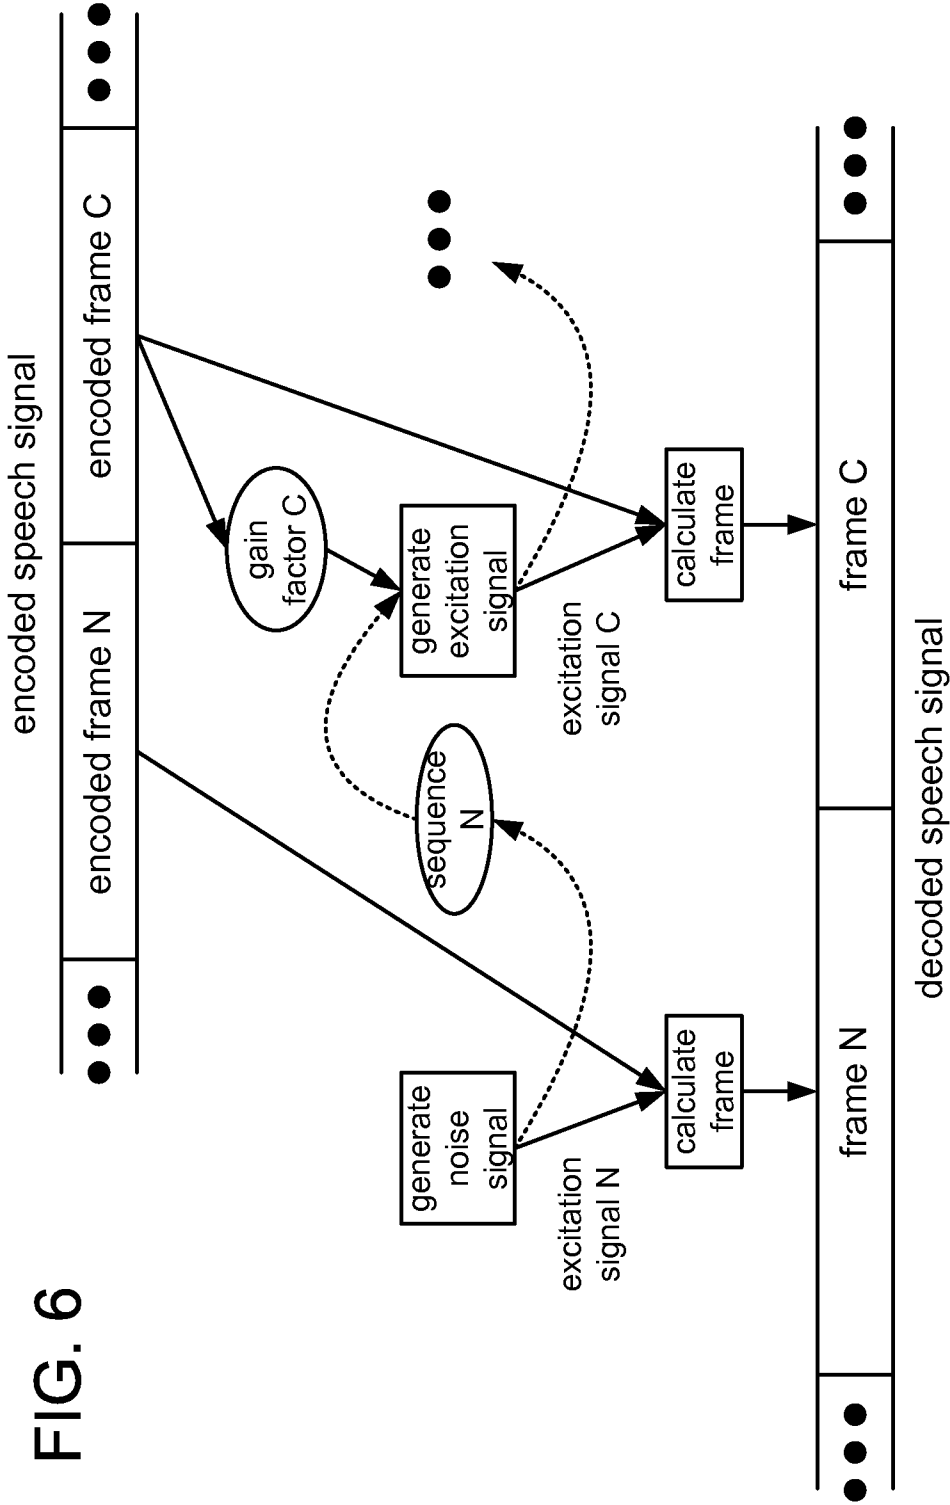 FIG. 6
encoded speech signal
encoded frame N
encoded frame C
gain
factor C
generate
noise
signal
sequence
N
generate
excitation
signal
excitation
signal N
excitation
signal C
calculate
frame
calculate
frame
frame N
frame C
decoded speech signal